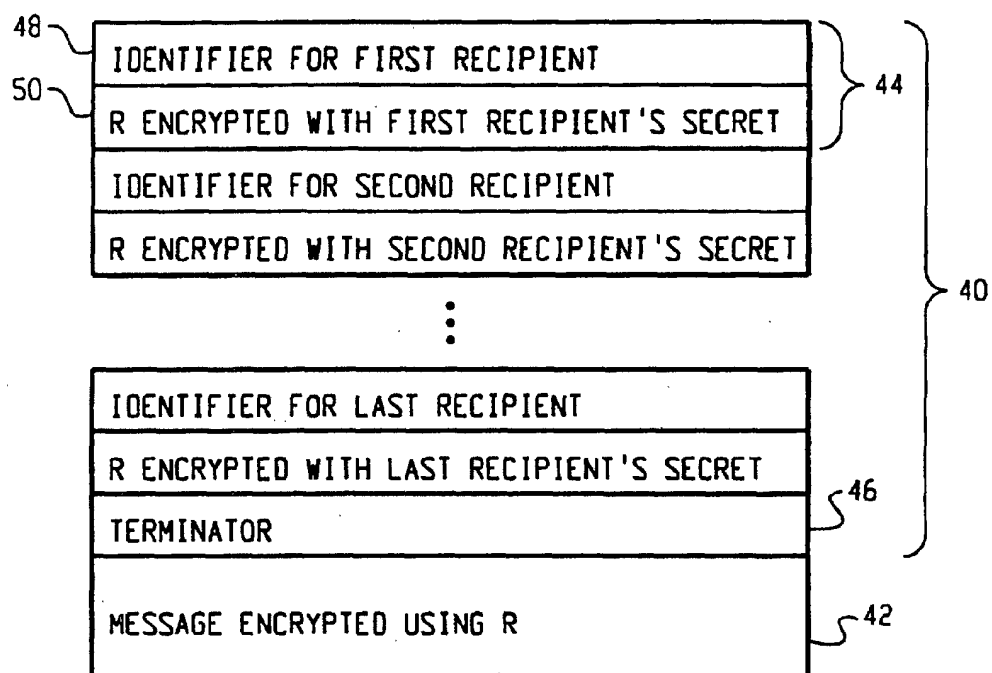 48
IDENTIFIER FOR FIRST RECIPIENT
44
50
R ENCRYPTED WITH FIRST RECIPIENT'S SECRET
IDENTIFIER FOR SECOND RECIPIENT
R ENCRYPTED WITH SECOND RECIPIENT'S SECRET
40
IDENTIFIER FOR LAST RECIPIENT
R ENCRYPTED WITH LAST RECIPIENT'S SECRET
46
TERMINATOR
MESSAGE ENCRYPTED USING R
42